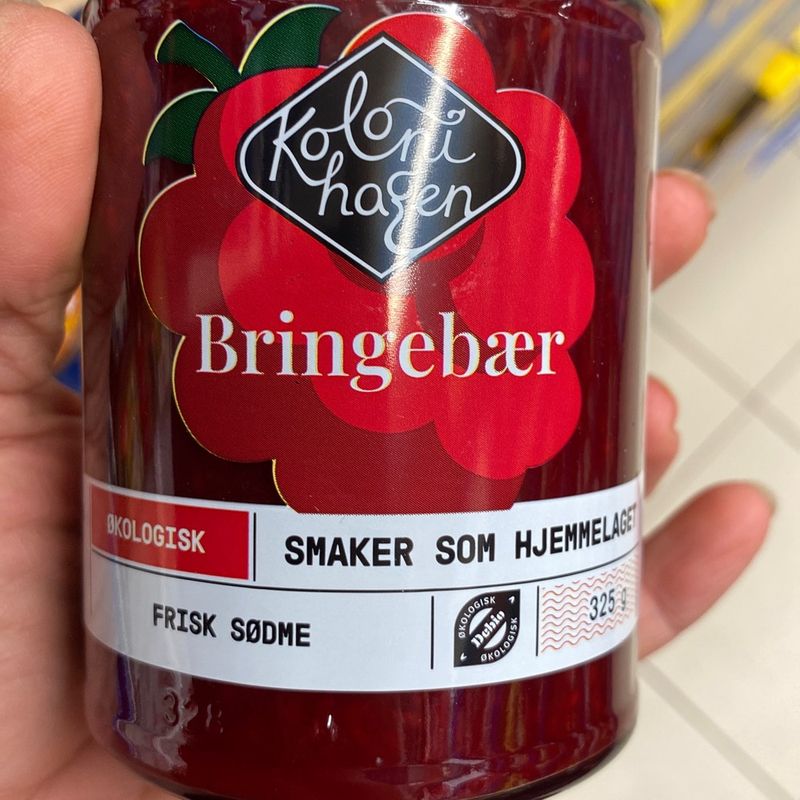 Koloni
hagen
Bringebær
ØKOLOGISK
SMAKER SOM HJEMMELAGET
FRISK SØDME
ØKOLOGISK
Debio
ØKOLOGISK
325 g